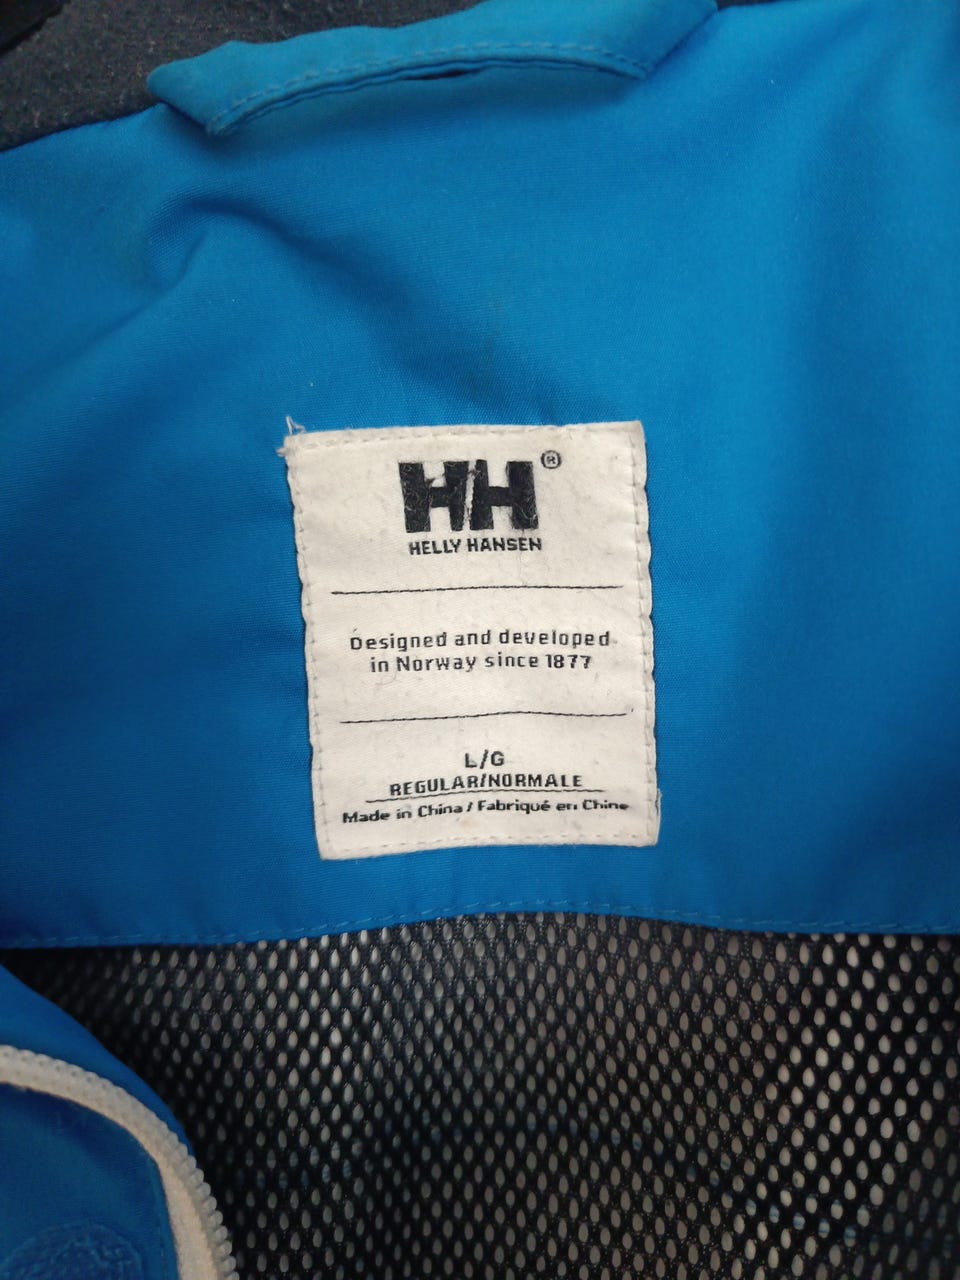 HH®
HELLY HANSEN
Designed and developed
in Norway since 1877
L/G
REGULAR/NORMALE
Made in China / Fabriqué en Chine